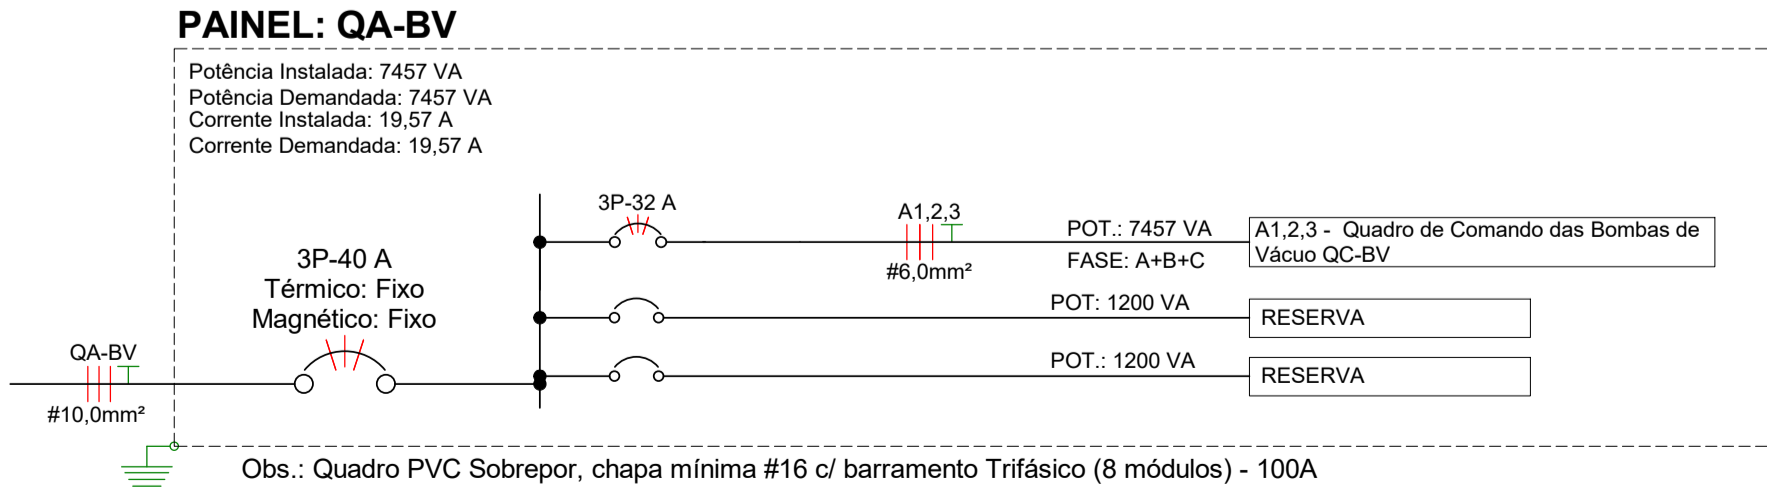 PAINEL: QA-BV
Potência Instalada: 7457 VA
Potência Demandada: 7457 VA
Corrente Instalada: 19,57 A
Corrente Demandada: 19,57 A
3P-32 A
A1,2,3
#6,0mm²
POT.: 7457 VA
FASE: A+B+C
A1,2,3 - Quadro de Comando das Bombas de
Vácuo QC-BV
3P-40 A
Térmico: Fixo
Magnético: Fixo
POT: 1200 VA
RESERVA
POT.: 1200 VA
RESERVA
QA-BV
#10,0mm²
Obs.: Quadro PVC Sobrepor, chapa mínima #16 c/ barramento Trifásico (8 módulos) - 100A